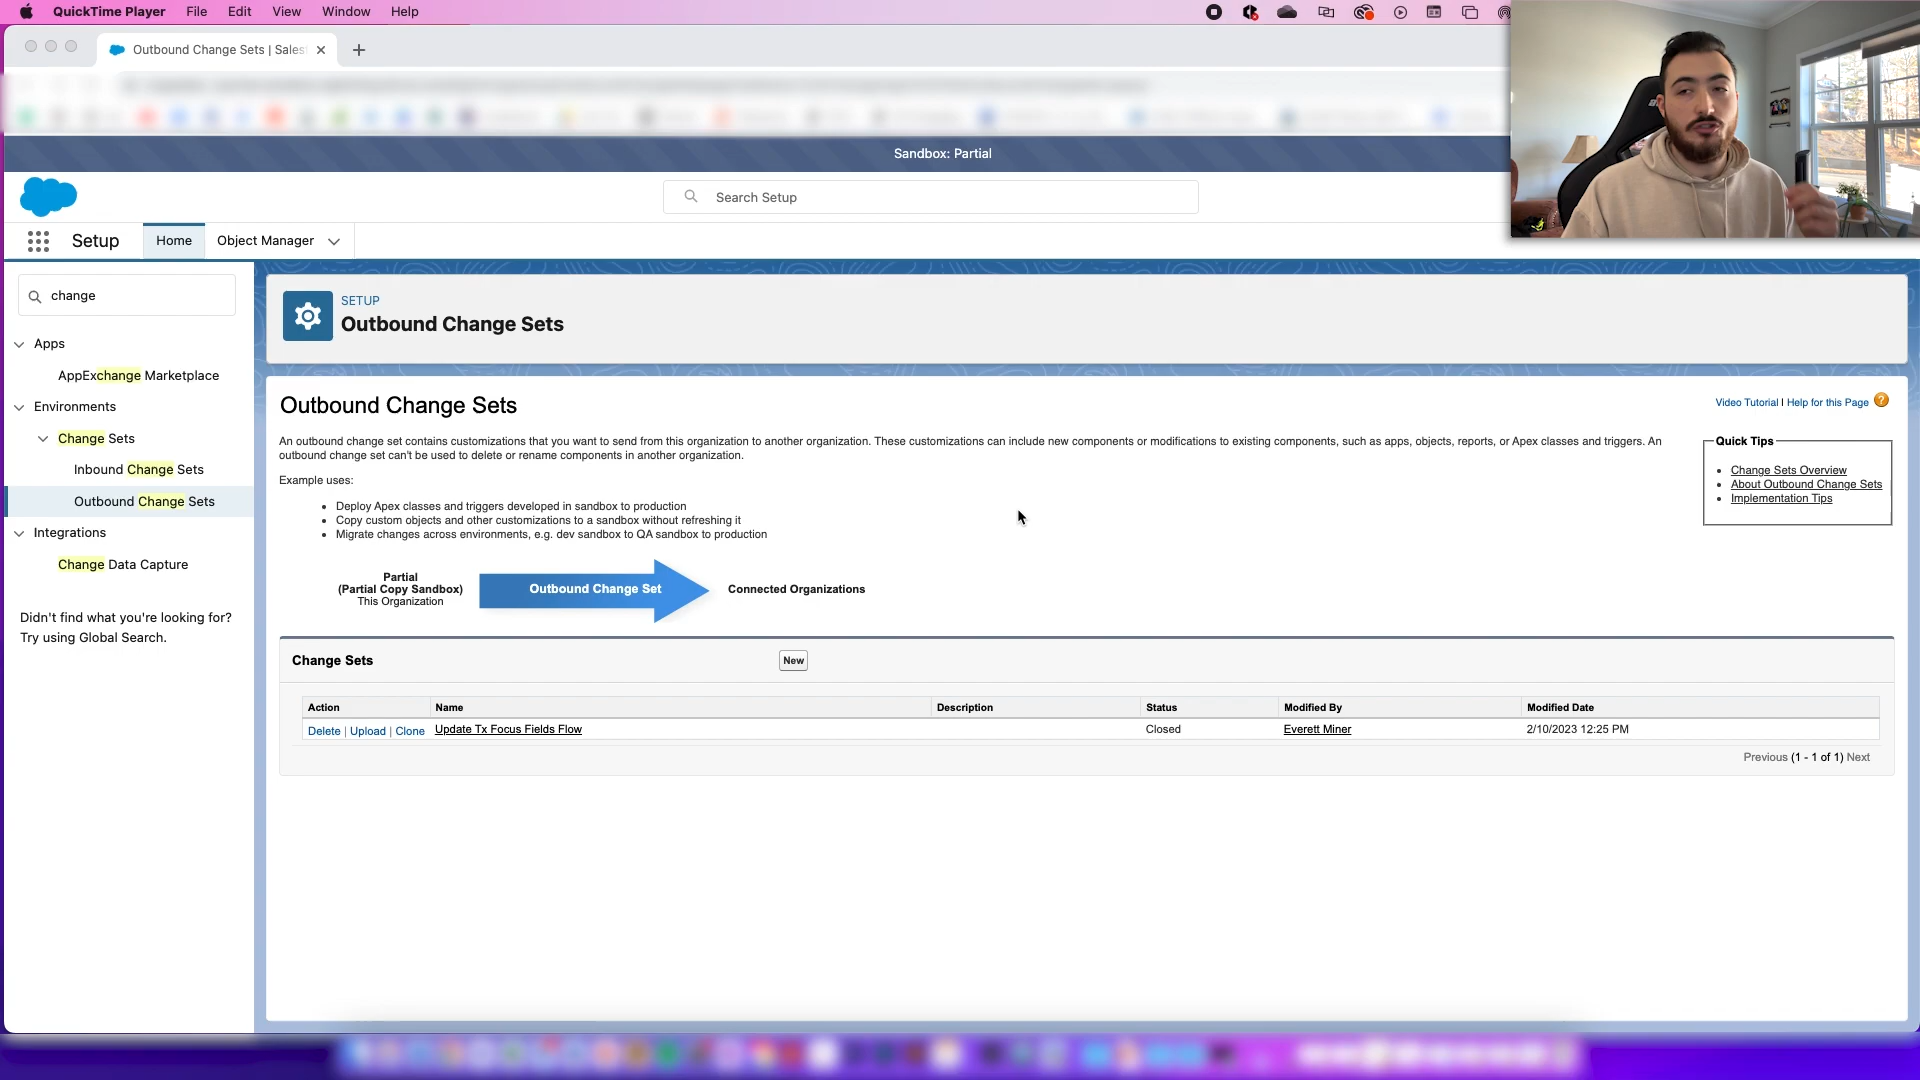 QuickTime Player File Edit View Window Help
Outbound Change Sets | Sales
Sandbox: Partial
Search Setup
Setup Home Object Manager
change
Apps
AppExchange Marketplace
Environments
Change Sets
Inbound Change Sets
Outbound Change Sets
Integrations
Change Data Capture
Didn't find what you're looking for?
Try using Global Search.
SETUP
Outbound Change Sets
Outbound Change Sets
Video Tutorial | Help for this Page ?
An outbound change set contains customizations that you want to send from this organization to another organization. These customizations can include new components or modifications to existing components, such as apps, objects, reports, or Apex classes and triggers. An
outbound change set can't be used to delete or rename components in another organization.
Example uses:
• Deploy Apex classes and triggers developed in sandbox to production
• Copy custom objects and other customizations to a sandbox without refreshing it
• Migrate changes across environments, e.g. dev sandbox to QA sandbox to production
Quick Tips
• Change Sets Overview
• About Outbound Change Sets
• Implementation Tips
Partial
(Partial Copy Sandbox)
This Organization
Outbound Change Set
Connected Organizations
Change Sets
New
Action Name Description Status Modified By Modified Date
Delete | Upload | Clone Update Tx Focus Fields Flow Closed Everett Miner 2/10/2023 12:25 PM
Previous (1 - 1 of 1) Next